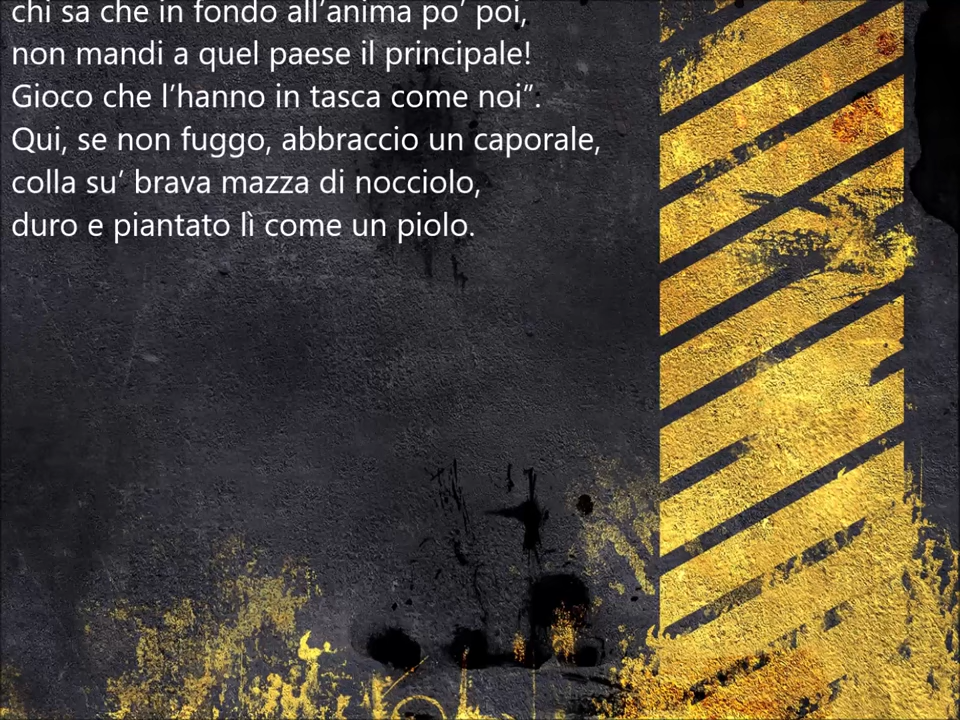 chi sa che in fondo all’anima po’ poi,
non mandi a quel paese il principale!
Gioco che l’hanno in tasca come noi”.
Qui, se non fuggo, abbraccio un caporale,
colla su’ brava mazza di nocciolo,
duro e piantato lì come un piolo.